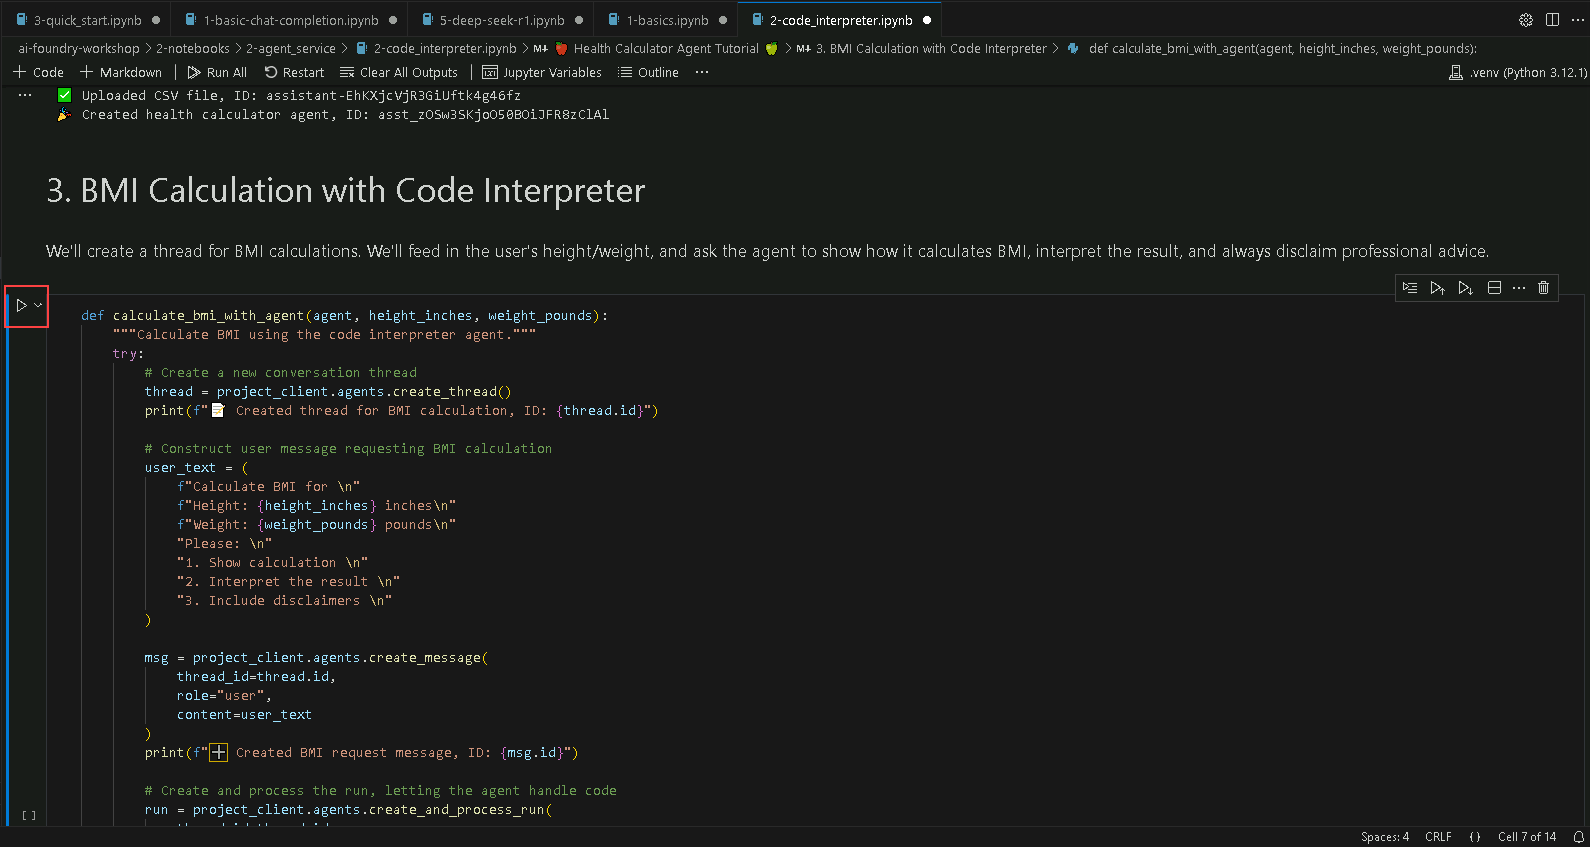 3-quick_start.ipynb 1-basic-chat-completion.ipynb 5-deep-seek-r1.ipynb 1-basics.ipynb 2-code_interpreter.ipynb
ai-foundry-workshop > 2-notebooks > 2-agent_service > 2-code_interpreter.ipynb > M↓ 🍎 Health Calculator Agent Tutorial 🍏 > M↓ 3. BMI Calculation with Code Interpreter > def calculate_bmi_with_agent(agent, height_inches, weight_pounds):
+ Code + Markdown | Run All Restart Clear All Outputs | Jupyter Variables Outline ··· .venv (Python 3.12.1)
··· ✅ Uploaded CSV file, ID: assistant-EhKXjcVjR3GiUftk4g46fz
🎉 Created health calculator agent, ID: asst_zOSw3SKjoO50BOiJFR8zClAl
3. BMI Calculation with Code Interpreter
We'll create a thread for BMI calculations. We'll feed in the user's height/weight, and ask the agent to show how it calculates BMI, interpret the result, and always disclaim professional advice.
def calculate_bmi_with_agent(agent, height_inches, weight_pounds):
"""Calculate BMI using the code interpreter agent."""
try:
# Create a new conversation thread
thread = project_client.agents.create_thread()
print(f"📝 Created thread for BMI calculation, ID: {thread.id}")
# Construct user message requesting BMI calculation
user_text = (
f"Calculate BMI for \n"
f"Height: {height_inches} inches\n"
f"Weight: {weight_pounds} pounds\n"
"Please: \n"
"1. Show calculation \n"
"2. Interpret the result \n"
"3. Include disclaimers \n"
)
msg = project_client.agents.create_message(
thread_id=thread.id,
role="user",
content=user_text
)
print(f"➕ Created BMI request message, ID: {msg.id}")
# Create and process the run, letting the agent handle code
run = project_client.agents.create_and_process_run(
[ ]
Spaces: 4 CRLF {} Cell 7 of 14